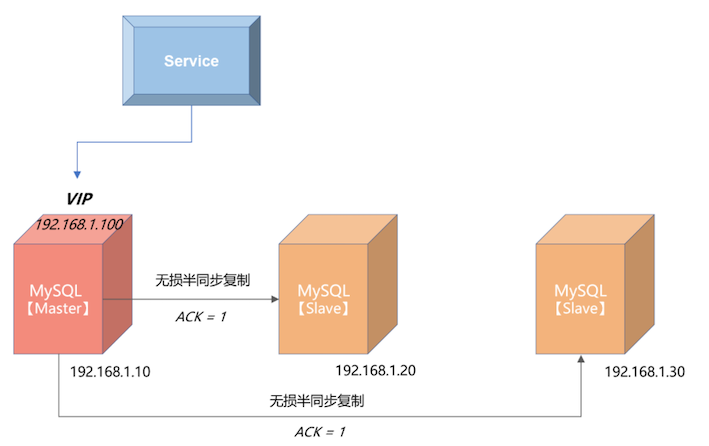 Service
VIP
192.168.1.100
MySQL
【Master】
无损半同步复制
ACK = 1
MySQL
【Slave】
MySQL
【Slave】
192.168.1.10
192.168.1.20
192.168.1.30
无损半同步复制
ACK = 1